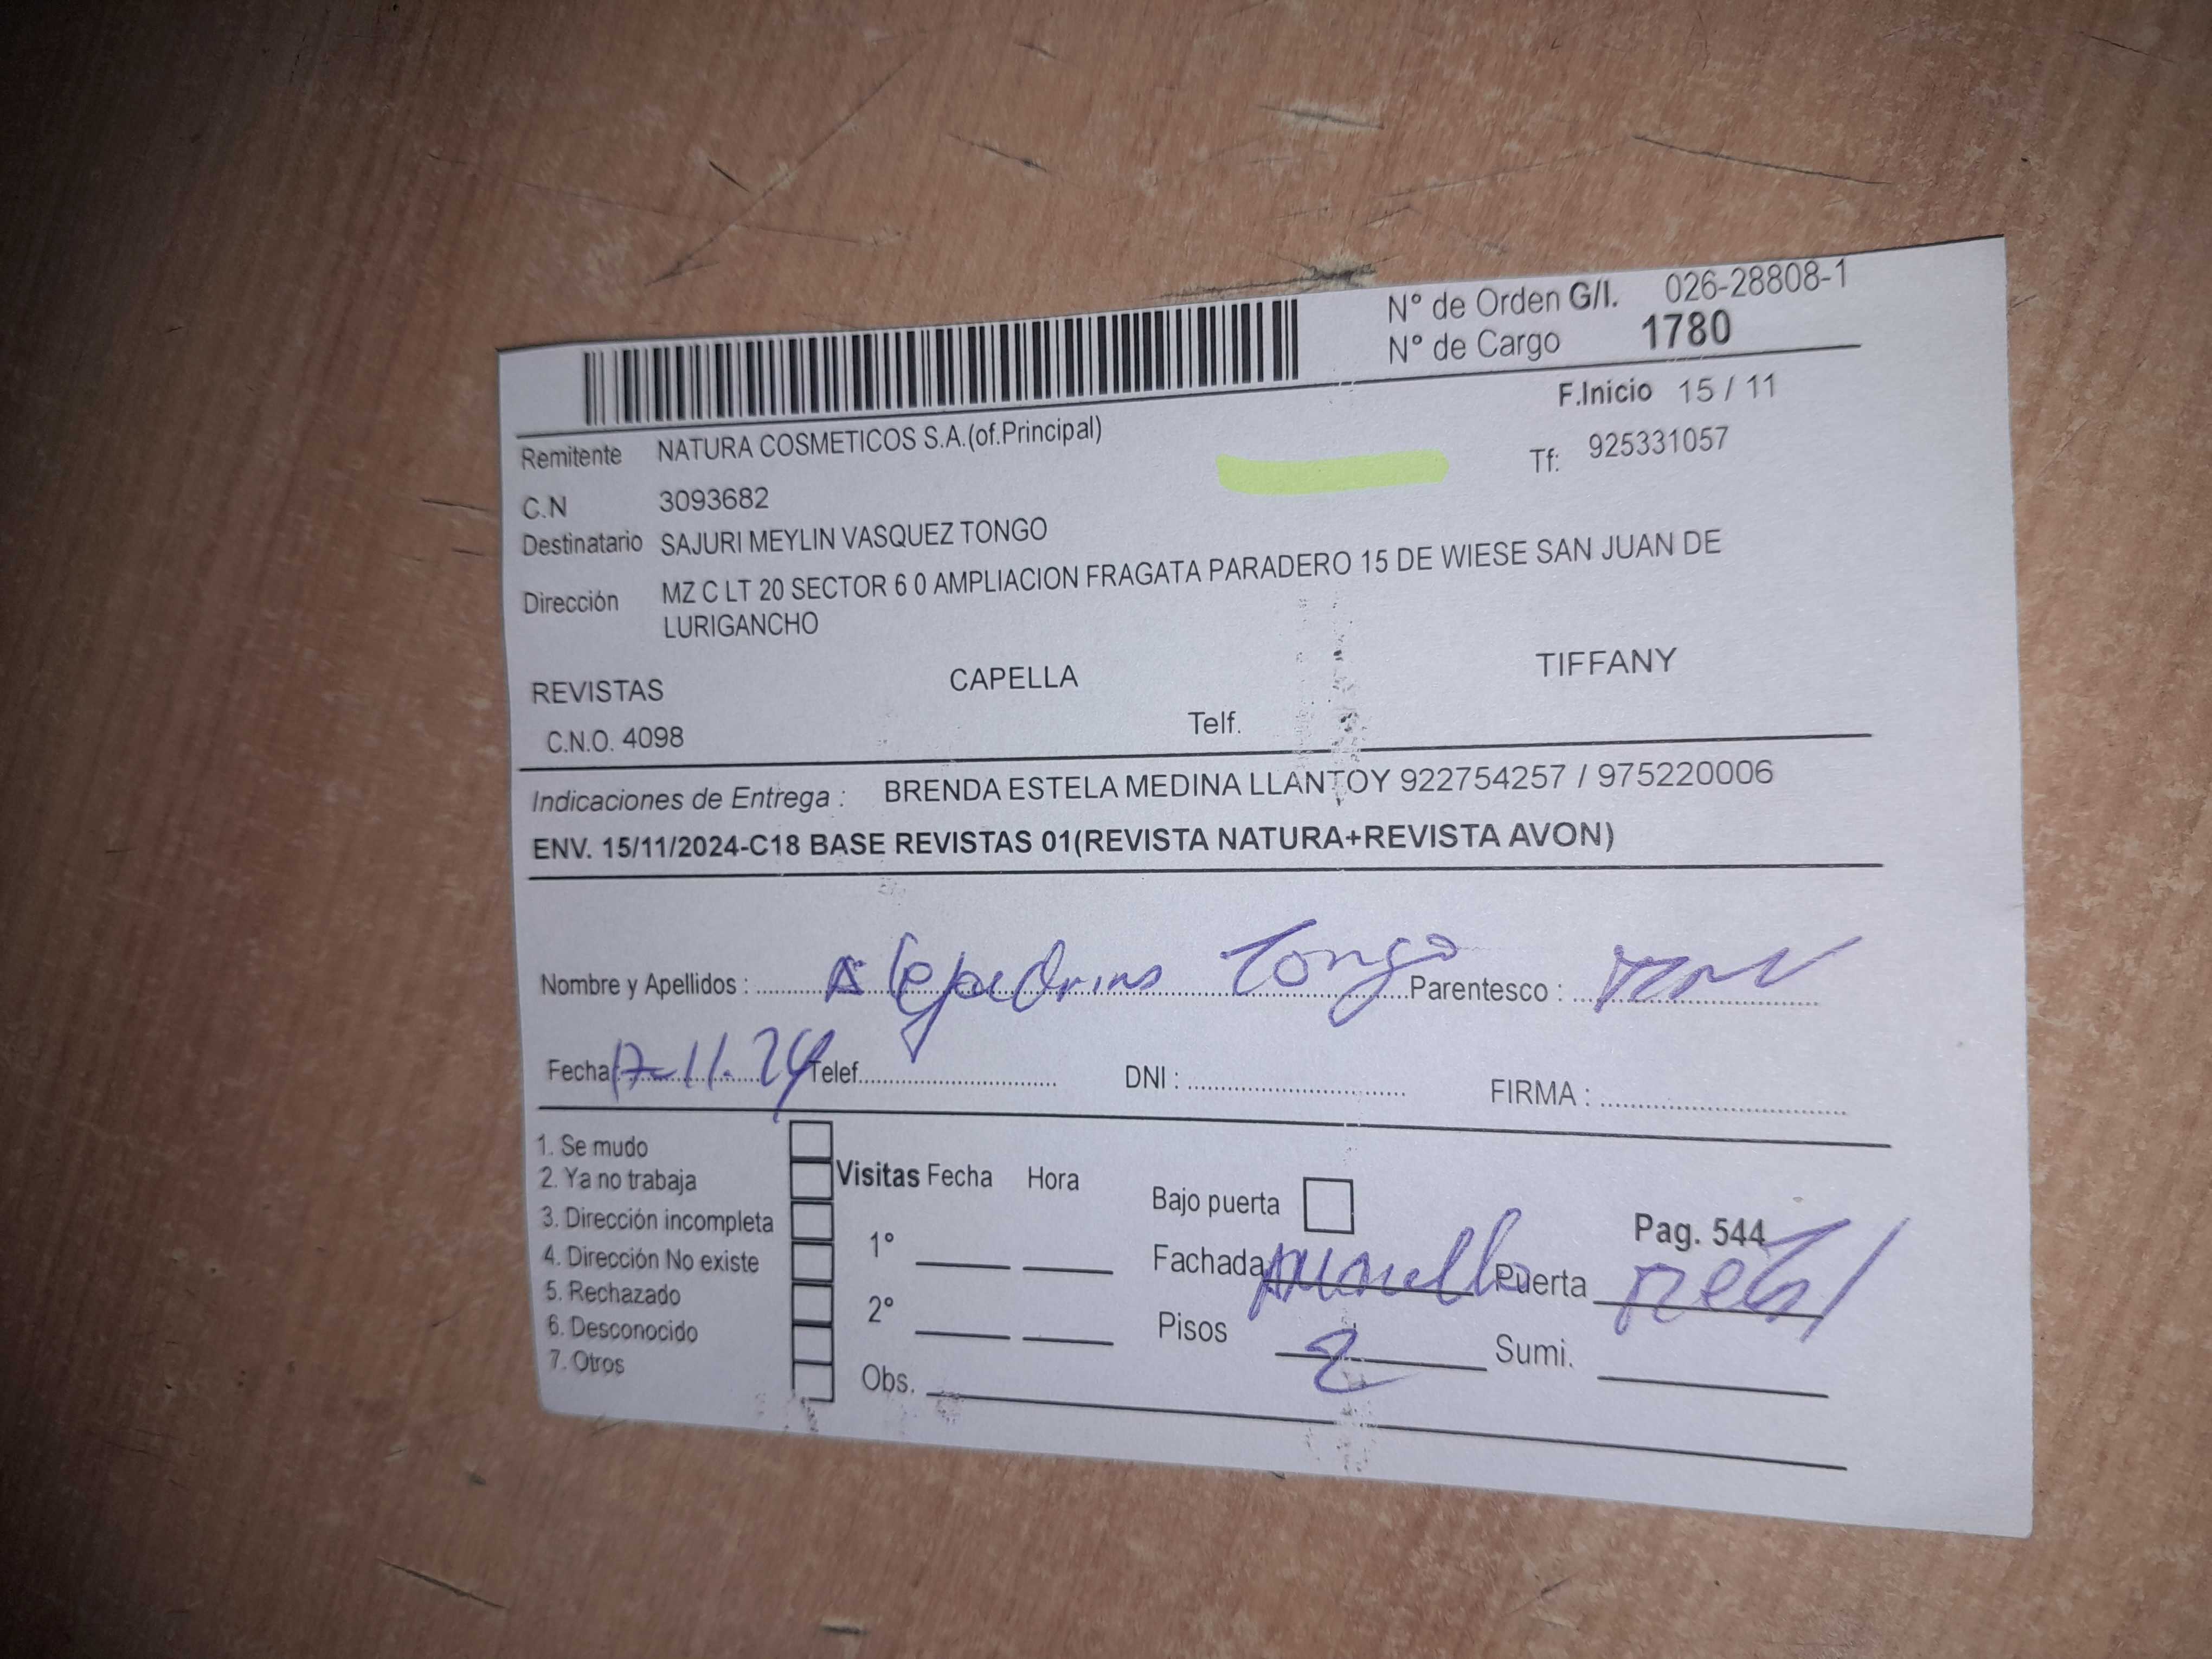 N° de Orden G/I. 026-28808-1
N° de Cargo 1780
F.Inicio 15 / 11
Remitente NATURA COSMETICOS S.A.(of.Principal)
Tf: 925331057
C.N 3093682
Destinatario SAJURI MEYLIN VASQUEZ TONGO
Dirección MZ C LT 20 SECTOR 6 0 AMPLIACION FRAGATA PARADERO 15 DE WIESE SAN JUAN DE
LURIGANCHO
REVISTAS CAPELLA TIFFANY
C.N.O. 4098 Telf.
Indicaciones de Entrega : BRENDA ESTELA MEDINA LLANTOY 922754257 / 975220006
ENV. 15/11/2024-C18 BASE REVISTAS 01(REVISTA NATURA+REVISTA AVON)
Nombre y Apellidos : Tongo Parentesco :
Fecha 17-11.24 Telef. DNI : FIRMA :
1. Se mudo
2. Ya no trabaja
3. Dirección incompleta
4. Dirección No existe
5. Rechazado
6. Desconocido
7. Otros
Visitas Fecha Hora
1°
2°
Obs.
Bajo puerta
Pag. 544
Fachada Puerta
Pisos 2 Sumi.